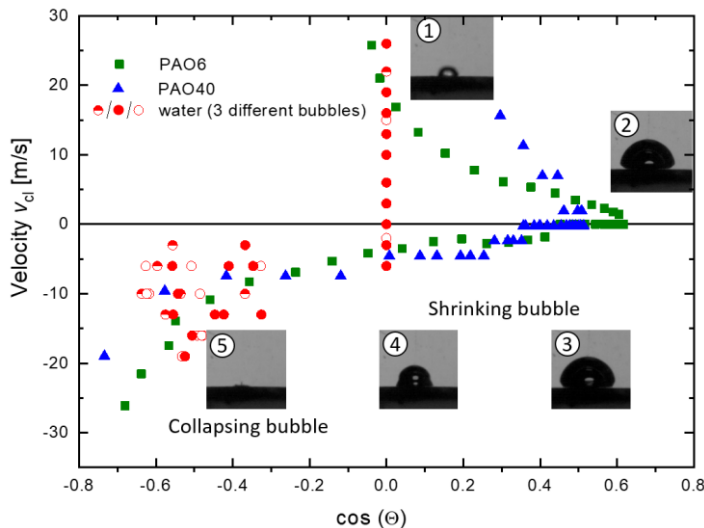 30
20
10
0
-10
-20
-30
Velocity v_cl [m/s]
PAO6
PAO40
/ / water (3 different bubbles)
1
2
Shrinking bubble
5
4
3
Collapsing bubble
-0.8 -0.6 -0.4 -0.2 0.0 0.2 0.4 0.6 0.8
cos (Θ)